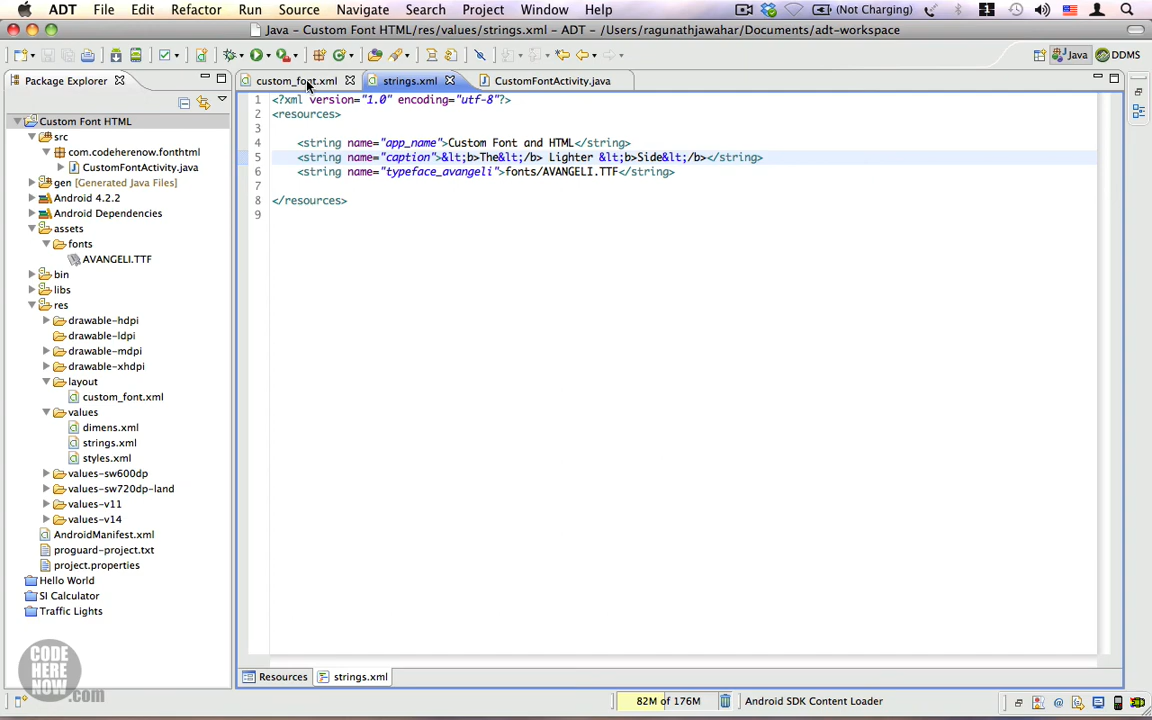 ADT File Edit Refactor Run Source Navigate Search Project Window Help (Not Charging) 1
Java – Custom Font HTML/res/values/strings.xml – ADT – /Users/ragunathjawahar/Documents/adt-workspace
Java DDMS
Package Explorer
custom_font.xml strings.xml CustomFontActivity.java
Custom Font HTML
src
com.codeherenow.fonthtml
CustomFontActivity.java
gen [Generated Java Files]
Android 4.2.2
Android Dependencies
assets
fonts
AVANGELI.TTF
bin
libs
res
drawable-hdpi
drawable-ldpi
drawable-mdpi
drawable-xhdpi
layout
custom_font.xml
values
dimens.xml
strings.xml
styles.xml
values-sw600dp
values-sw720dp-land
values-v11
values-v14
AndroidManifest.xml
proguard-project.txt
project.properties
Hello World
SI Calculator
Traffic Lights
1 <?xml version="1.0" encoding="utf-8"?>
2 <resources>
3
4 <string name="app_name">Custom Font and HTML</string>
5 <string name="caption">&lt;b>The&lt;/b> Lighter &lt;b>Side&lt;/b></string>
6 <string name="typeface_avangeli">fonts/AVANGELI.TTF</string>
7
8 </resources>
9
Resources strings.xml
82M of 176M Android SDK Content Loader
CODE
HERE
NOW.com